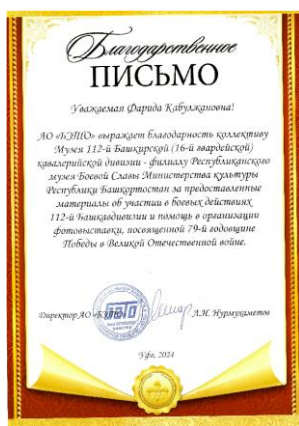 Благодарственное
ПИСЬМО
Уважаемая Фарида Кабулжановна!
АО «БЭТО» выражает благодарность коллективу
Музея 112-й Башкирской (16-й гвардейской)
кавалерийской дивизии - филиалу Республиканского
музея Боевой Славы Министерства культуры
Республики Башкортостан за предоставленные
материалы об участии в боевых действиях
112-й Башкавдивизии и помощь в организации
фотовыставки, посвященной 79-й годовщине
Победы в Великой Отечественной войне.
Директор АО «БЭТО» Л.Н. Нурмухаметов
БЭТО
Уфа, 2024